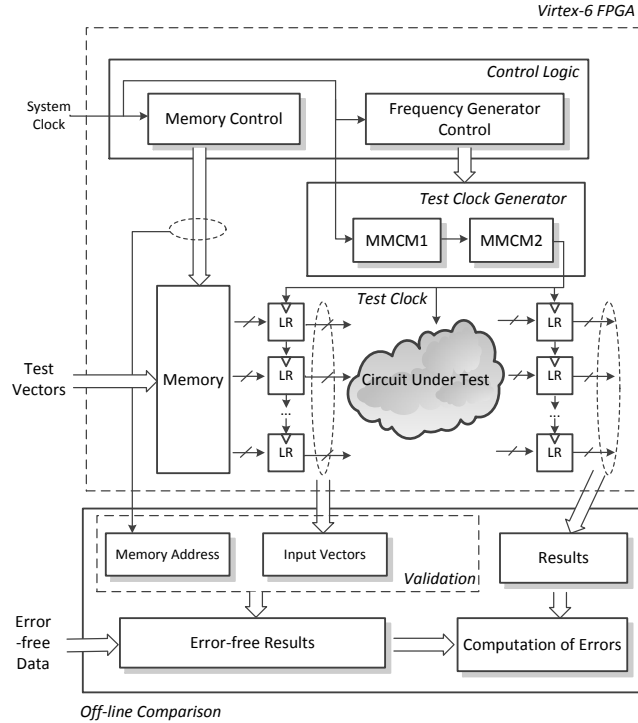 Virtex-6 FPGA
Control Logic
System
Clock
Memory Control
Frequency Generator
Control
Test Clock Generator
MMCM1
MMCM2
Test Clock
LR
LR
Test
Vectors
Memory
LR
Circuit Under Test
LR
...
...
LR
LR
Memory Address
Input Vectors
Results
Validation
Error
-free
Data
Error-free Results
Computation of Errors
Off-line Comparison